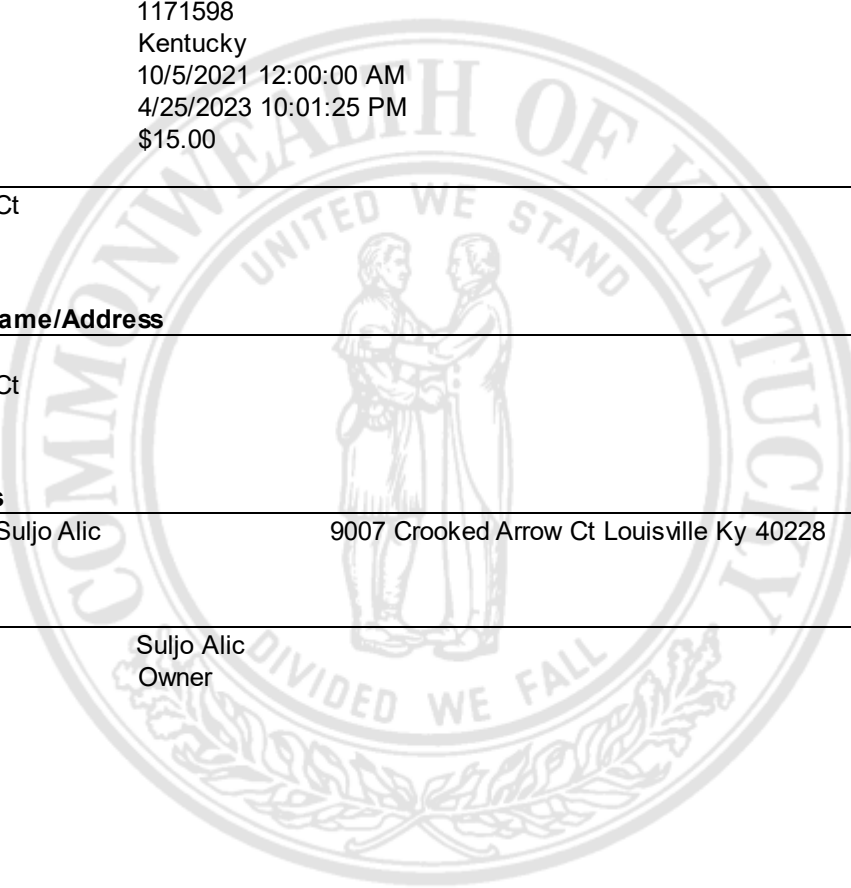 1171598
Kentucky
10/5/2021 12:00:00 AM
4/25/2023 10:01:25 PM
$15.00
Ct
ame/Address
Ct
s
Suljo Alic 9007 Crooked Arrow Ct Louisville Ky 40228
Suljo Alic
Owner
COMMONWEALTH OF KENTUCKY
UNITED WE STAND
DIVIDED WE FALL